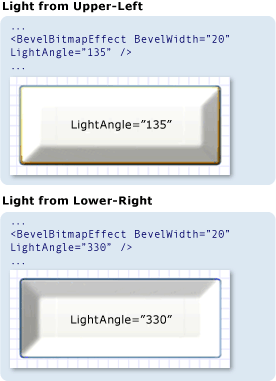 Light from Upper-Left
...
<BevelBitmapEffect BevelWidth="20"
LightAngle="135" />
...
LightAngle="135"
Light from Lower-Right
...
<BevelBitmapEffect BevelWidth="20"
LightAngle="330" />
...
LightAngle="330"